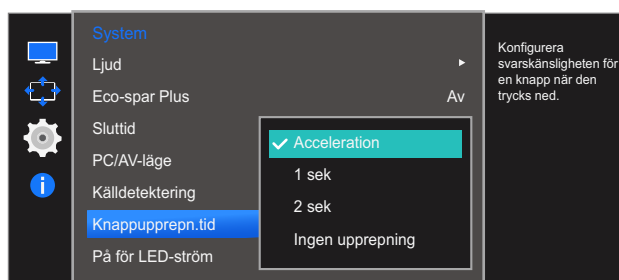 System
Ljud
Eco-spar Plus Av
Sluttid
PC/AV-läge
Källdetektering
Knappupprepn.tid
På för LED-ström
Acceleration
1 sek
2 sek
Ingen upprepning
Konfigurera
svarskänsligheten för
en knapp när den
trycks ned.